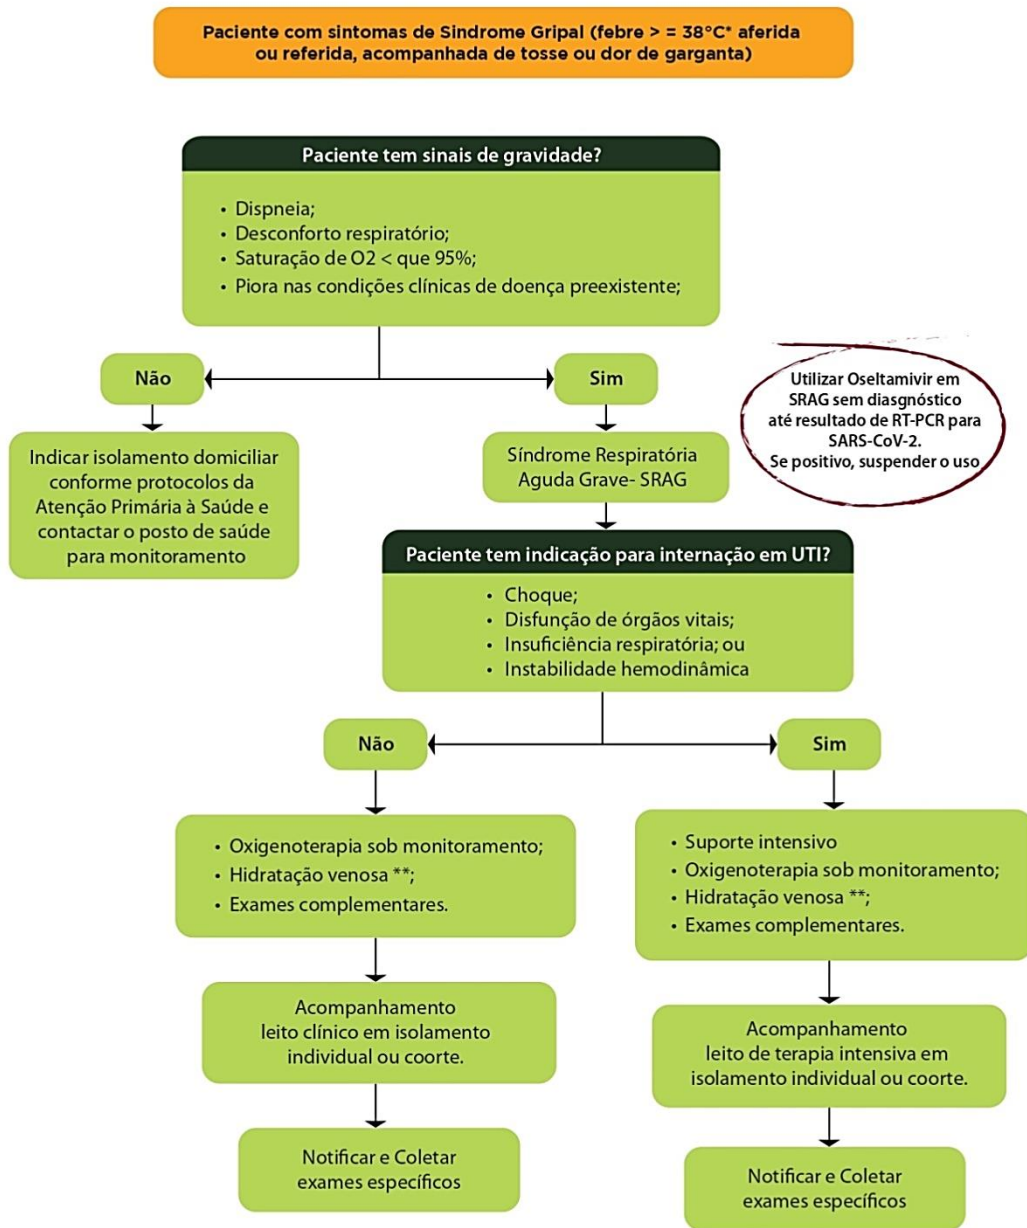 Paciente com sintomas de Sindrome Gripal (febre > = 38°C* aferida
ou referida, acompanhada de tosse ou dor de garganta)
Paciente tem sinais de gravidade?
• Dispneia;
• Desconforto respiratório;
• Saturação de O2 < que 95%;
• Piora nas condições clínicas de doença preexistente;
Não
Sim
Utilizar Oseltamivir em
SRAG sem diasgnóstico
até resultado de RT-PCR para
SARS-CoV-2.
Se positivo, suspender o uso
Indicar isolamento domiciliar
conforme protocolos da
Atenção Primária à Saúde e
contactar o posto de saúde
para monitoramento
Síndrome Respiratória
Aguda Grave- SRAG
Paciente tem indicação para internação em UTI?
• Choque;
• Disfunção de órgãos vitais;
• Insuficiência respiratória; ou
• Instabilidade hemodinâmica
Não
Sim
• Oxigenoterapia sob monitoramento;
• Hidratação venosa **;
• Exames complementares.
• Suporte intensivo
• Oxigenoterapia sob monitoramento;
• Hidratação venosa **;
• Exames complementares.
Acompanhamento
leito clínico em isolamento
individual ou coorte.
Acompanhamento
leito de terapia intensiva em
isolamento individual ou coorte.
Notificar e Coletar
exames específicos
Notificar e Coletar
exames específicos